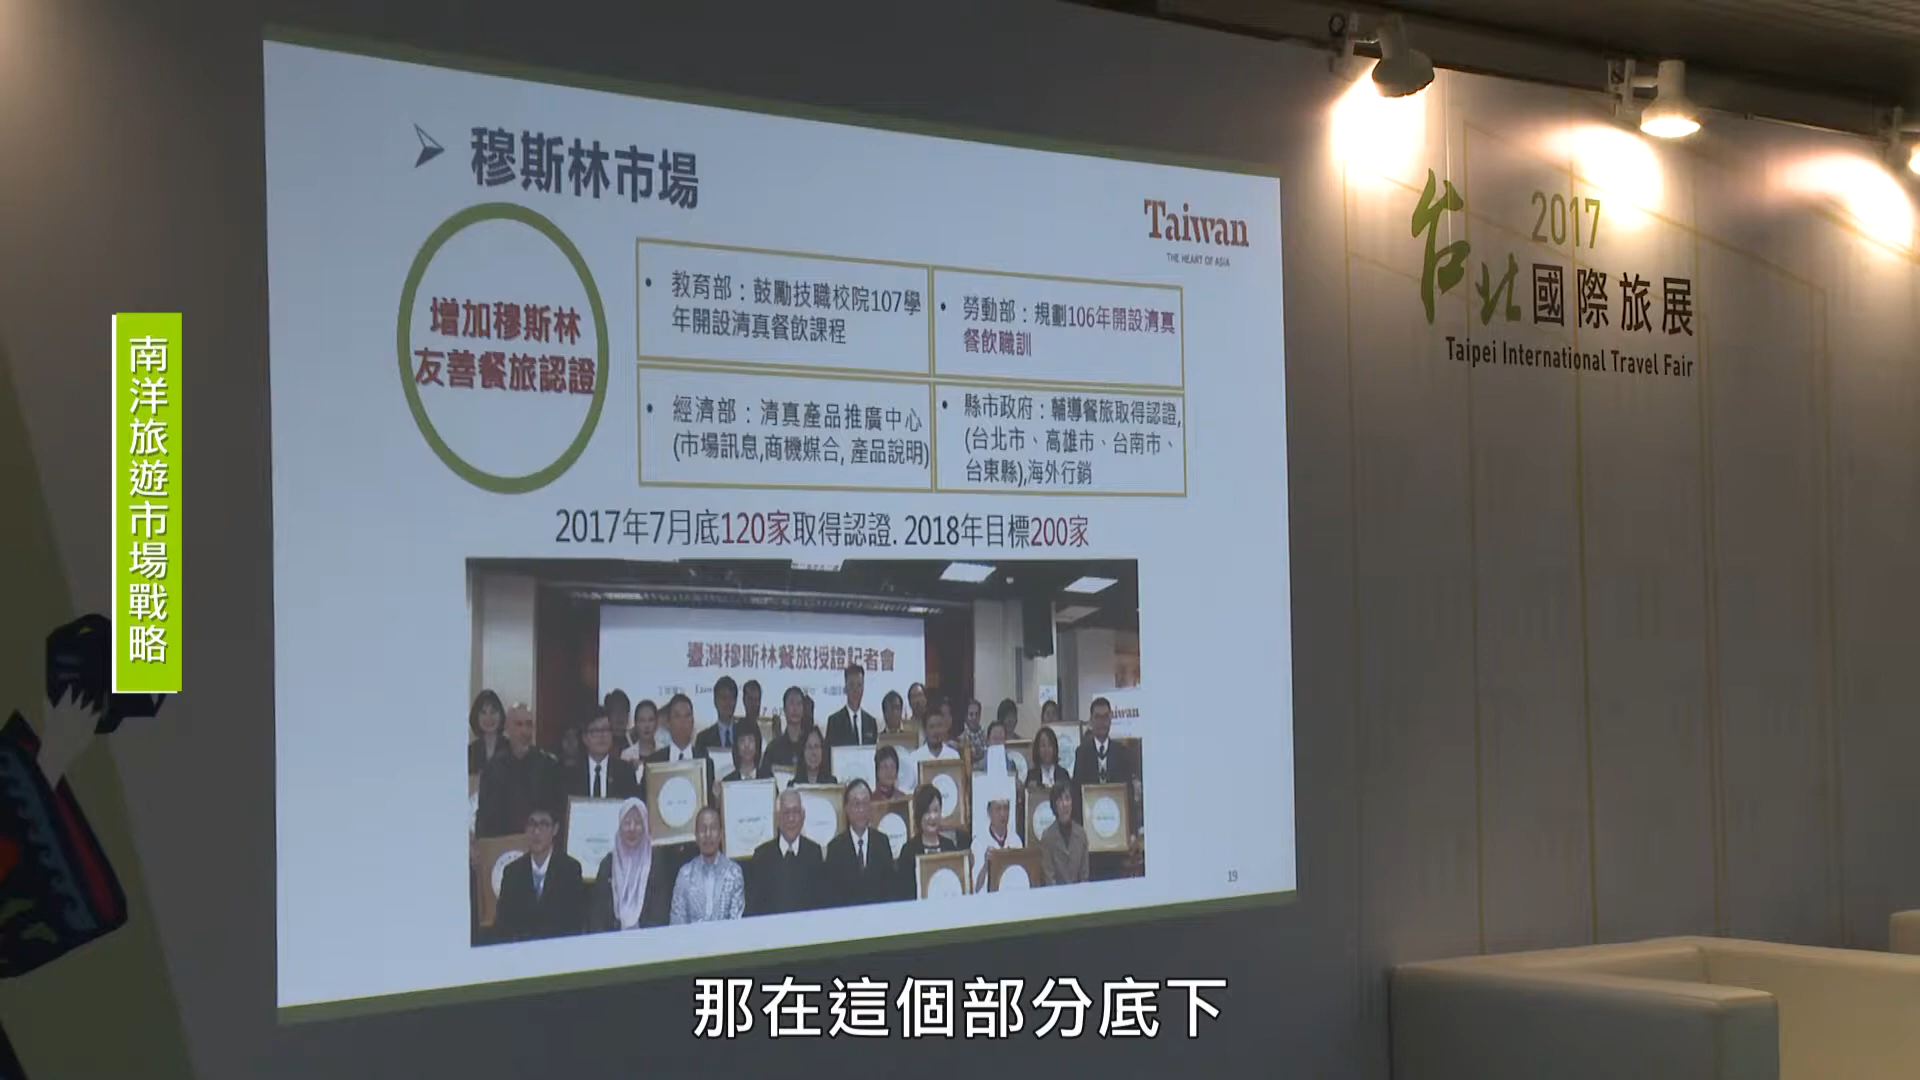 穆斯林市場
Taiwan
THE HEART OF ASIA
增加穆斯林
友善餐旅認證
• 教育部：鼓勵技職校院107學
年開設清真餐飲課程
• 勞動部：規劃106年開設清真
餐飲職訓
• 經濟部：清真產品推廣中心
(市場訊息,商機媒合, 產品說明)
• 縣市政府：輔導餐旅取得認證,
(台北市、高雄市、台南市、
台東縣),海外行銷
2017年7月底120家取得認證. 2018年目標200家
臺灣穆斯林餐旅授證記者會
19
2017
台北國際旅展
Taipei International Travel Fair
南洋旅遊市場戰略
那在這個部分底下